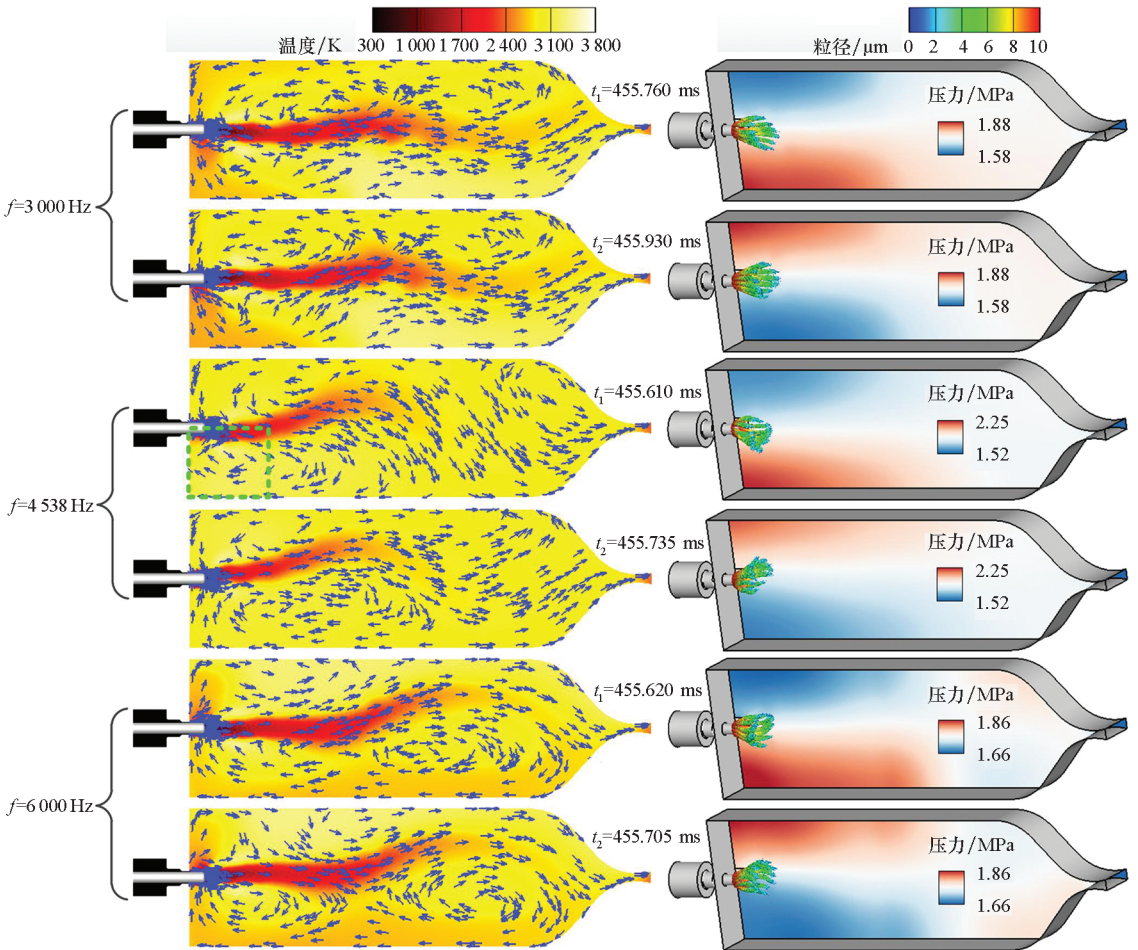 温度/K
300 1 000 1 700 2 400 3 100 3 800
粒径/μm
0 2 4 6 8 10
f=3 000 Hz
t₁=455.760 ms
压力/MPa
1.88
1.58
t₂=455.930 ms
压力/MPa
1.88
1.58
f=4 538 Hz
t₁=455.610 ms
压力/MPa
2.25
1.52
t₂=455.735 ms
压力/MPa
2.25
1.52
f=6 000 Hz
t₁=455.620 ms
压力/MPa
1.86
1.66
t₂=455.705 ms
压力/MPa
1.86
1.66